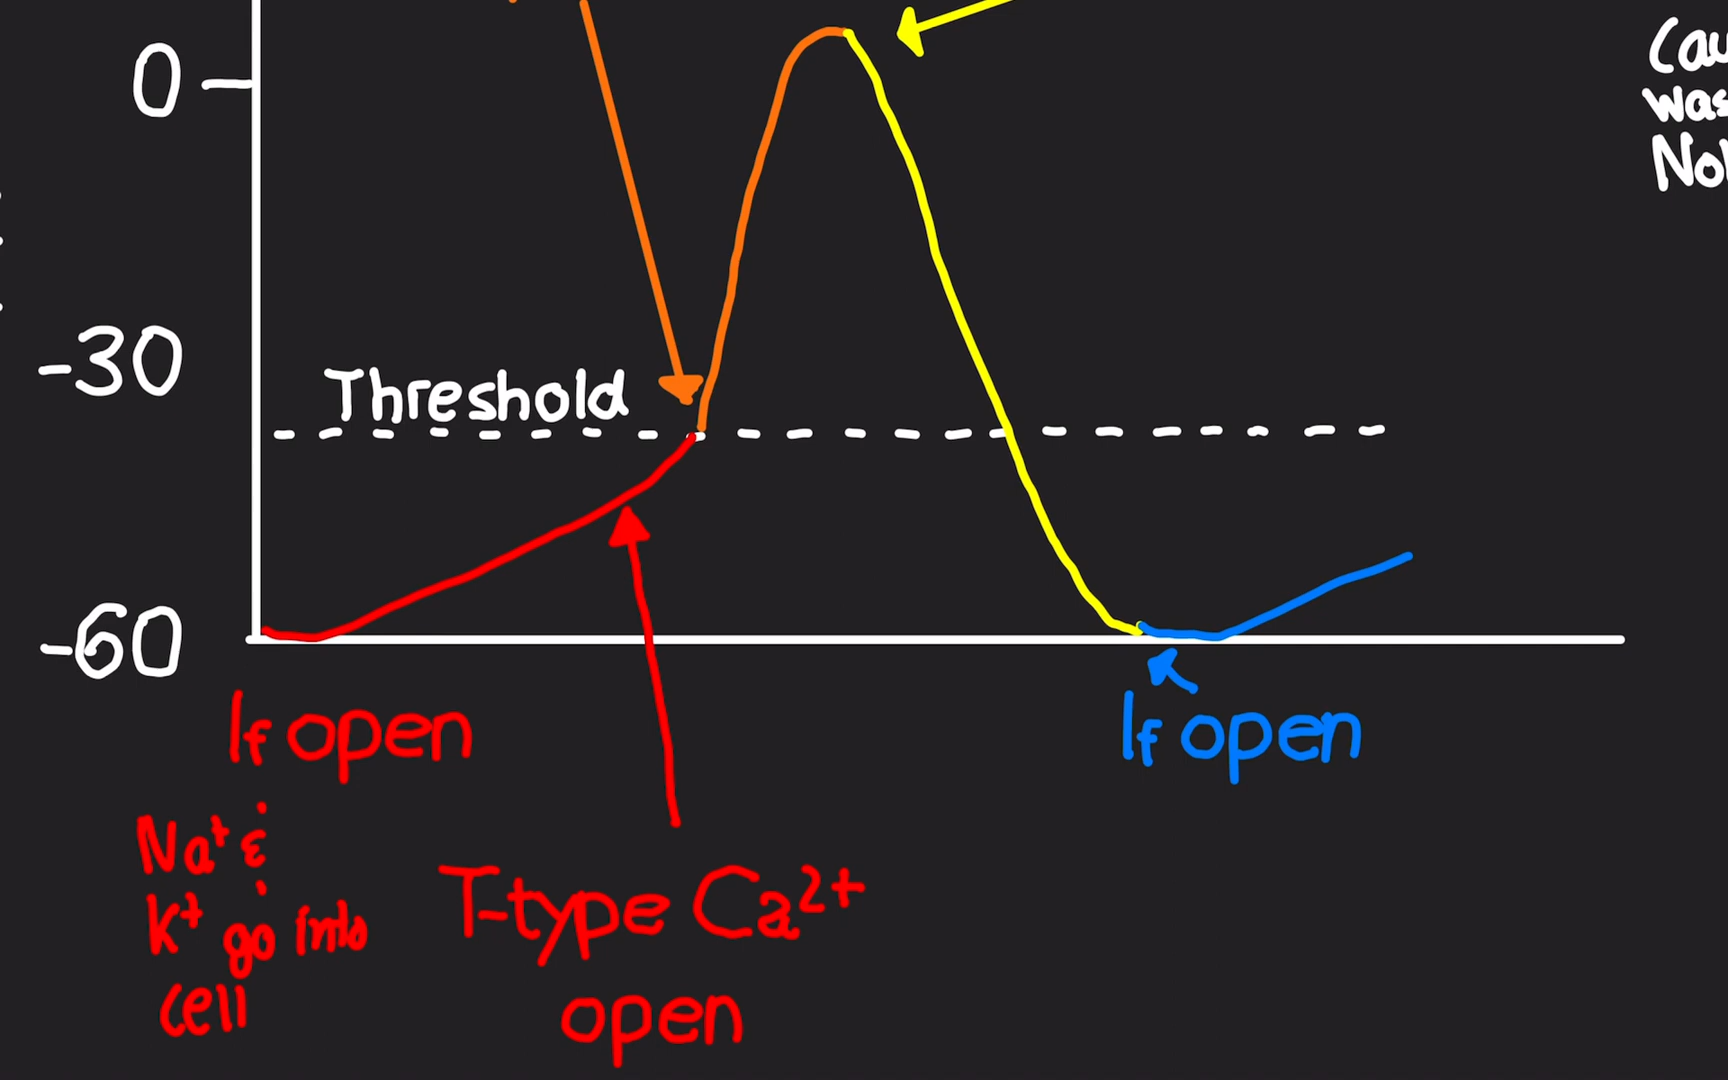 0
-30
Threshold
-60
If open
If open
Na⁺ &
K⁺ go into
cell
T-type Ca²⁺
open